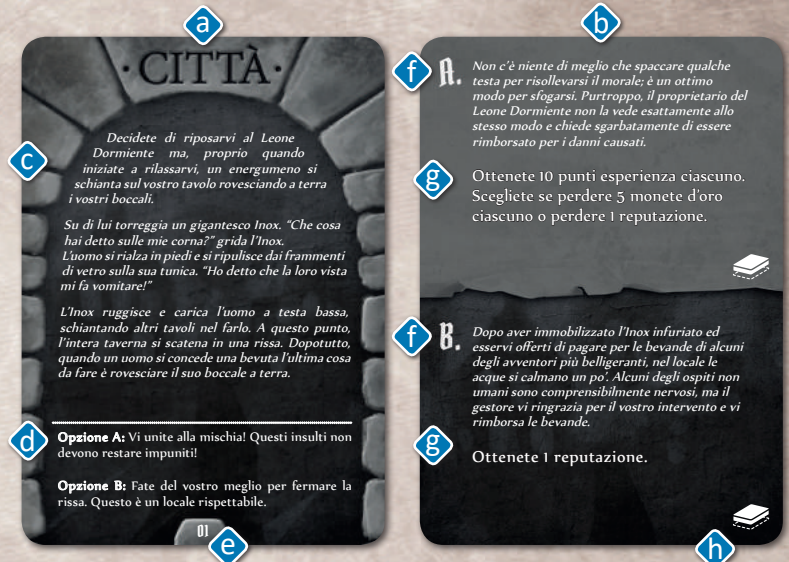 a
· CITTÀ ·
c
Decidete di riposarvi al Leone
Dormiente ma, proprio quando
iniziate a rilassarvi, un energumeno si
schianta sul vostro tavolo rovesciando a terra
i vostri boccali.
Su di lui torreggia un gigantesco Inox. “Che cosa
hai detto sulle mie corna?” grida l’Inox.
L’uomo si rialza in piedi e si ripulisce dai frammenti
di vetro sulla sua tunica. “Ho detto che la loro vista
mi fa vomitare!”
L’Inox ruggisce e carica l’uomo a testa bassa,
schiantando altri tavoli nel farlo. A questo punto,
l’intera taverna si scatena in una rissa. Dopotutto,
quando un uomo si concede una bevuta l’ultima cosa
da fare è rovesciare il suo boccale a terra.
d
Opzione A: Vi unite alla mischia! Questi insulti non
devono restare impuniti!
Opzione B: Fate del vostro meglio per fermare la
rissa. Questo è un locale rispettabile.
01
e
b
f
A.
Non c’è niente di meglio che spaccare qualche
testa per risollevarsi il morale; è un ottimo
modo per sfogarsi. Purtroppo, il proprietario del
Leone Dormiente non la vede esattamente allo
stesso modo e chiede sgarbatamente di essere
rimborsato per i danni causati.
g
Ottenete 10 punti esperienza ciascuno.
Scegliete se perdere 5 monete d’oro
ciascuno o perdere 1 reputazione.
f
B.
Dopo aver immobilizzato l’Inox infuriato ed
esservi offerti di pagare per le bevande di alcuni
degli avventori più belligeranti, nel locale le
acque si calmano un po’. Alcuni degli ospiti non
umani sono comprensibilmente nervosi, ma il
gestore vi ringrazia per il vostro intervento e vi
rimborsa le bevande.
g
Ottenete 1 reputazione.
h